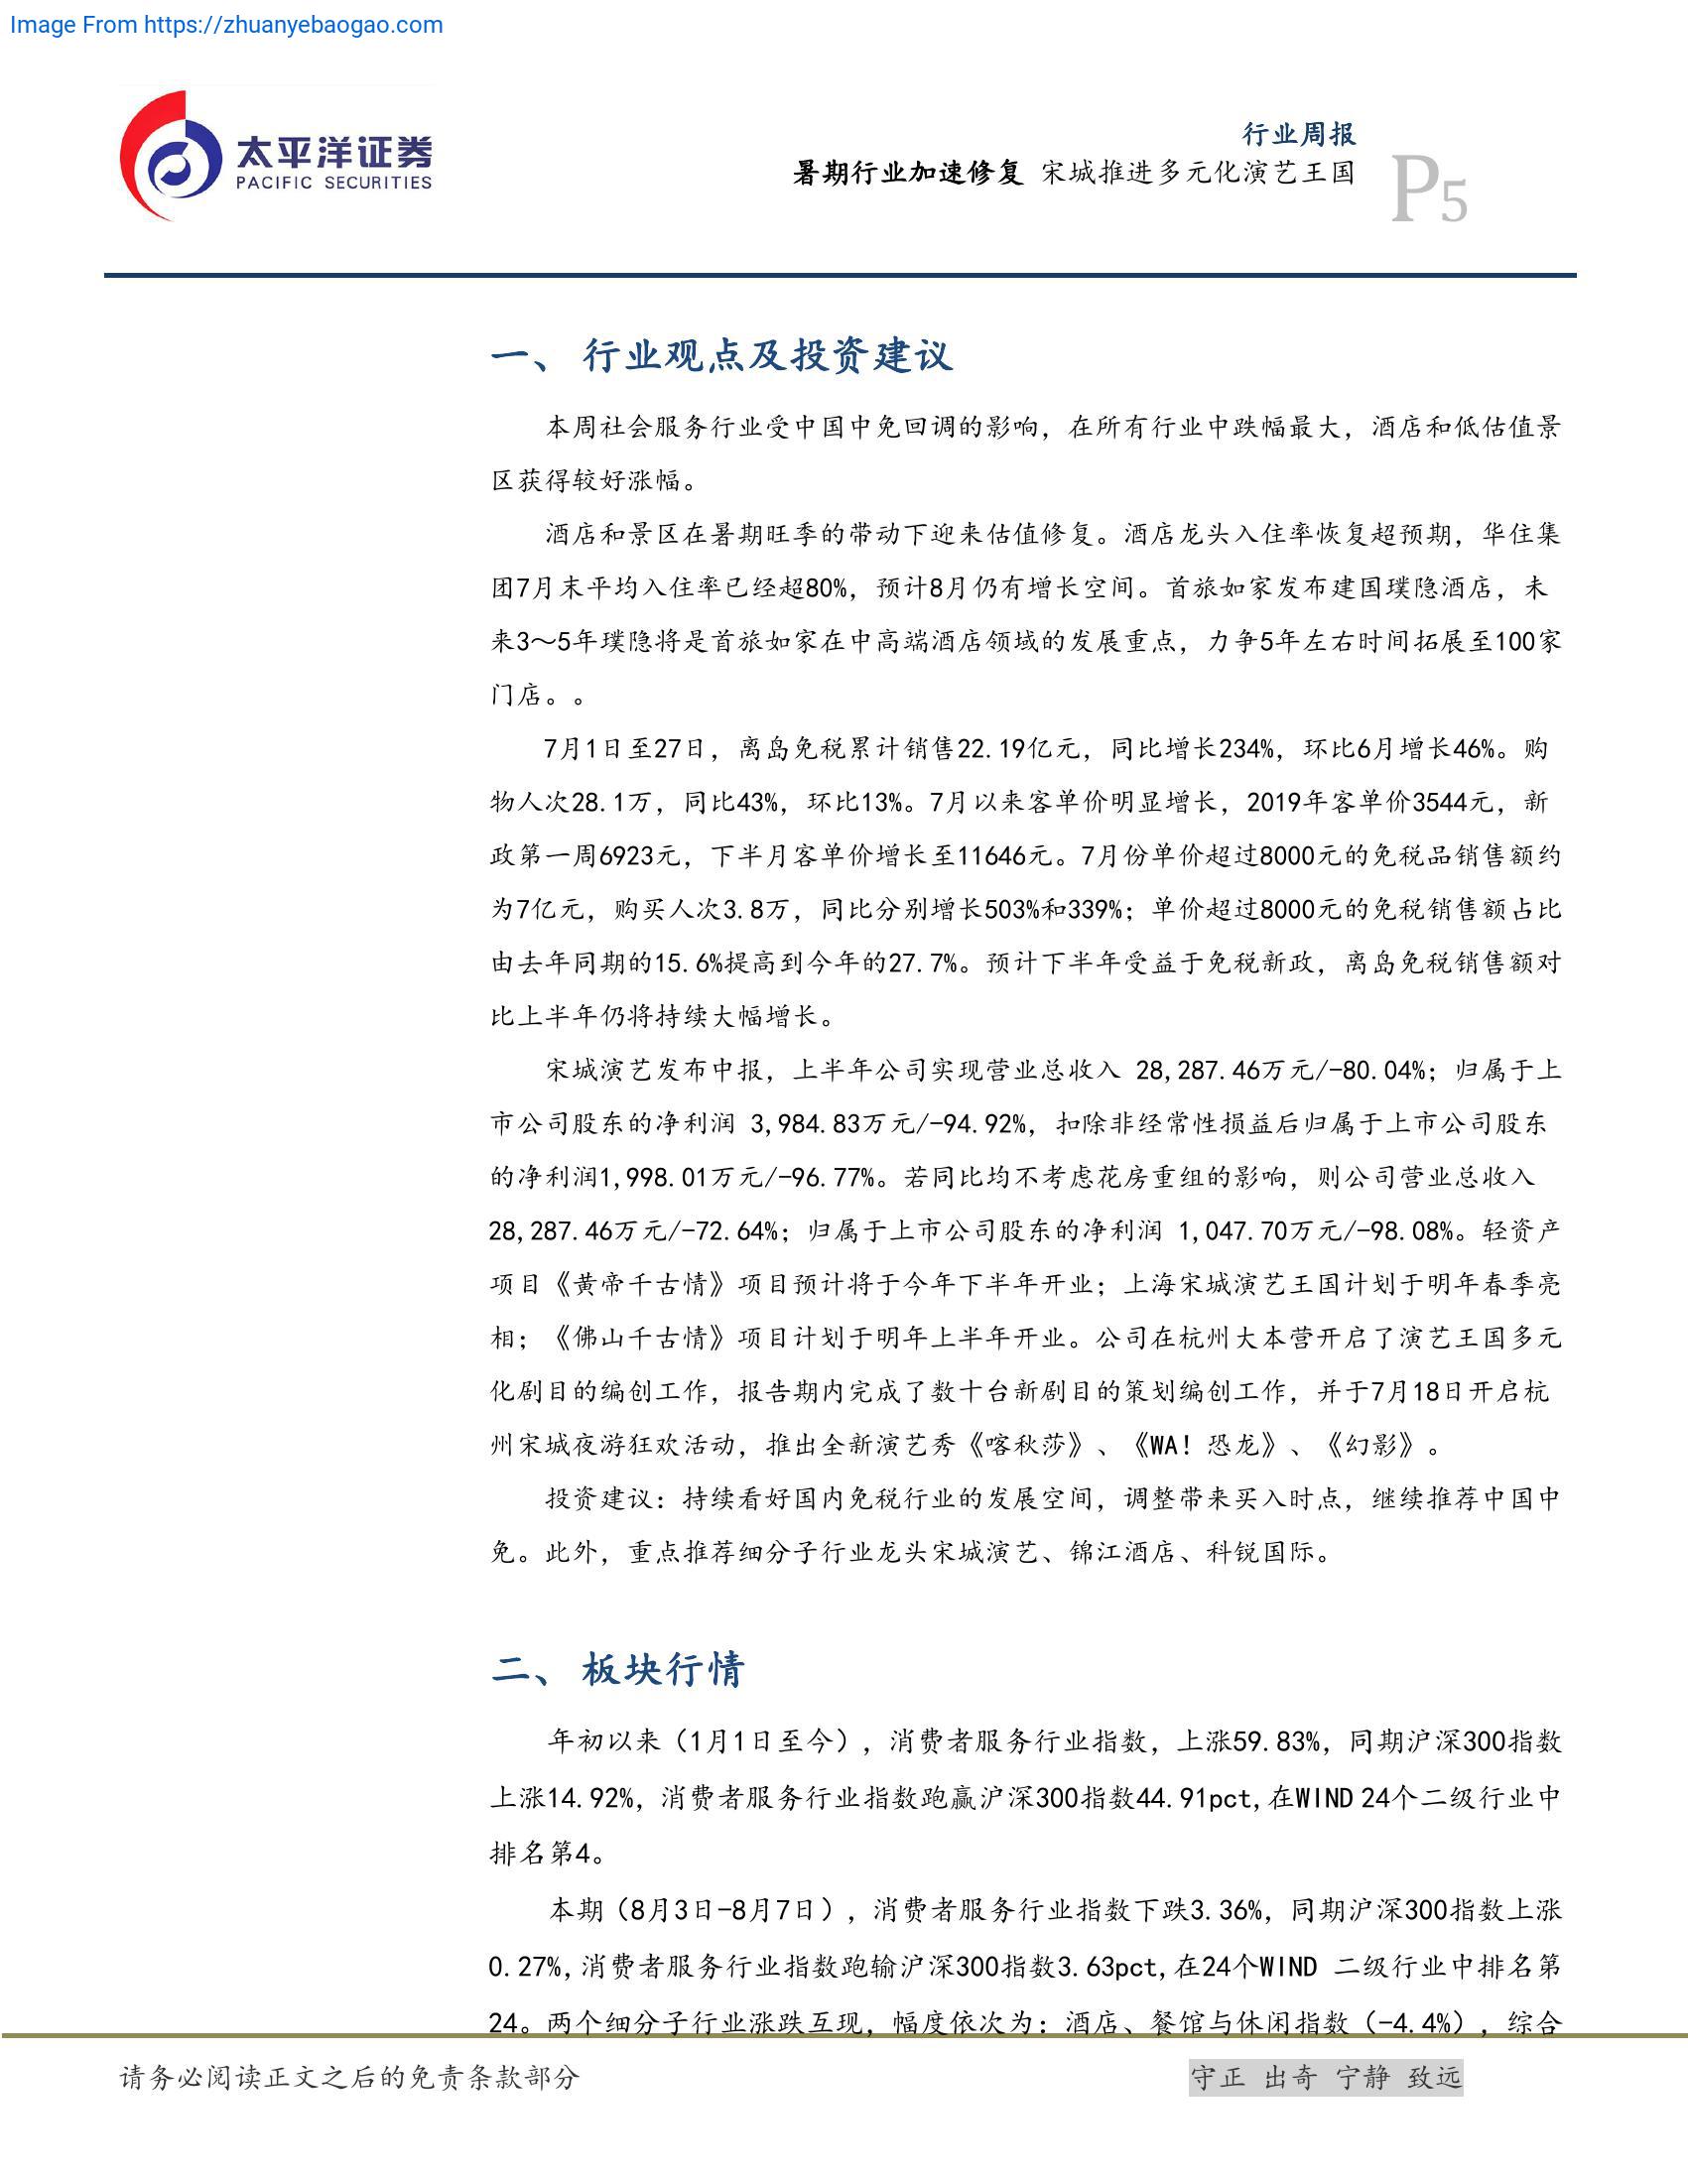 Image From https://zhuanyebaogao.com
太平洋证券
PACIFIC SECURITIES
行业周报
暑期行业加速修复 宋城推进多元化演艺王国
P5
一、 行业观点及投资建议
本周社会服务行业受中国中免回调的影响，在所有行业中跌幅最大，酒店和低估值景
区获得较好涨幅。
酒店和景区在暑期旺季的带动下迎来估值修复。酒店龙头入住率恢复超预期，华住集
团7月末平均入住率已经超80%，预计8月仍有增长空间。首旅如家发布建国璞隐酒店，未
来3～5年璞隐将是首旅如家在中高端酒店领域的发展重点，力争5年左右时间拓展至100家
门店。。
7月1日至27日，离岛免税累计销售22.19亿元，同比增长234%，环比6月增长46%。购
物人次28.1万，同比43%，环比13%。7月以来客单价明显增长，2019年客单价3544元，新
政第一周6923元，下半月客单价增长至11646元。7月份单价超过8000元的免税品销售额约
为7亿元，购买人次3.8万，同比分别增长503%和339%；单价超过8000元的免税销售额占比
由去年同期的15.6%提高到今年的27.7%。预计下半年受益于免税新政，离岛免税销售额对
比上半年仍将持续大幅增长。
宋城演艺发布中报，上半年公司实现营业总收入 28,287.46万元/-80.04%；归属于上
市公司股东的净利润 3,984.83万元/-94.92%，扣除非经常性损益后归属于上市公司股东
的净利润1,998.01万元/-96.77%。若同比均不考虑花房重组的影响，则公司营业总收入
28,287.46万元/-72.64%；归属于上市公司股东的净利润 1,047.70万元/-98.08%。轻资产
项目《黄帝千古情》项目预计将于今年下半年开业；上海宋城演艺王国计划于明年春季亮
相；《佛山千古情》项目计划于明年上半年开业。公司在杭州大本营开启了演艺王国多元
化剧目的编创工作，报告期内完成了数十台新剧目的策划编创工作，并于7月18日开启杭
州宋城夜游狂欢活动，推出全新演艺秀《喀秋莎》、《WA！恐龙》、《幻影》。
投资建议：持续看好国内免税行业的发展空间，调整带来买入时点，继续推荐中国中
免。此外，重点推荐细分子行业龙头宋城演艺、锦江酒店、科锐国际。
二、 板块行情
年初以来（1月1日至今），消费者服务行业指数，上涨59.83%，同期沪深300指数
上涨14.92%，消费者服务行业指数跑赢沪深300指数44.91pct,在WIND 24个二级行业中
排名第4。
本期（8月3日-8月7日），消费者服务行业指数下跌3.36%，同期沪深300指数上涨
0.27%,消费者服务行业指数跑输沪深300指数3.63pct,在24个WIND 二级行业中排名第
24。两个细分子行业涨跌互现，幅度依次为：酒店、餐馆与休闲指数（-4.4%），综合
请务必阅读正文之后的免责条款部分
守正 出奇 宁静 致远